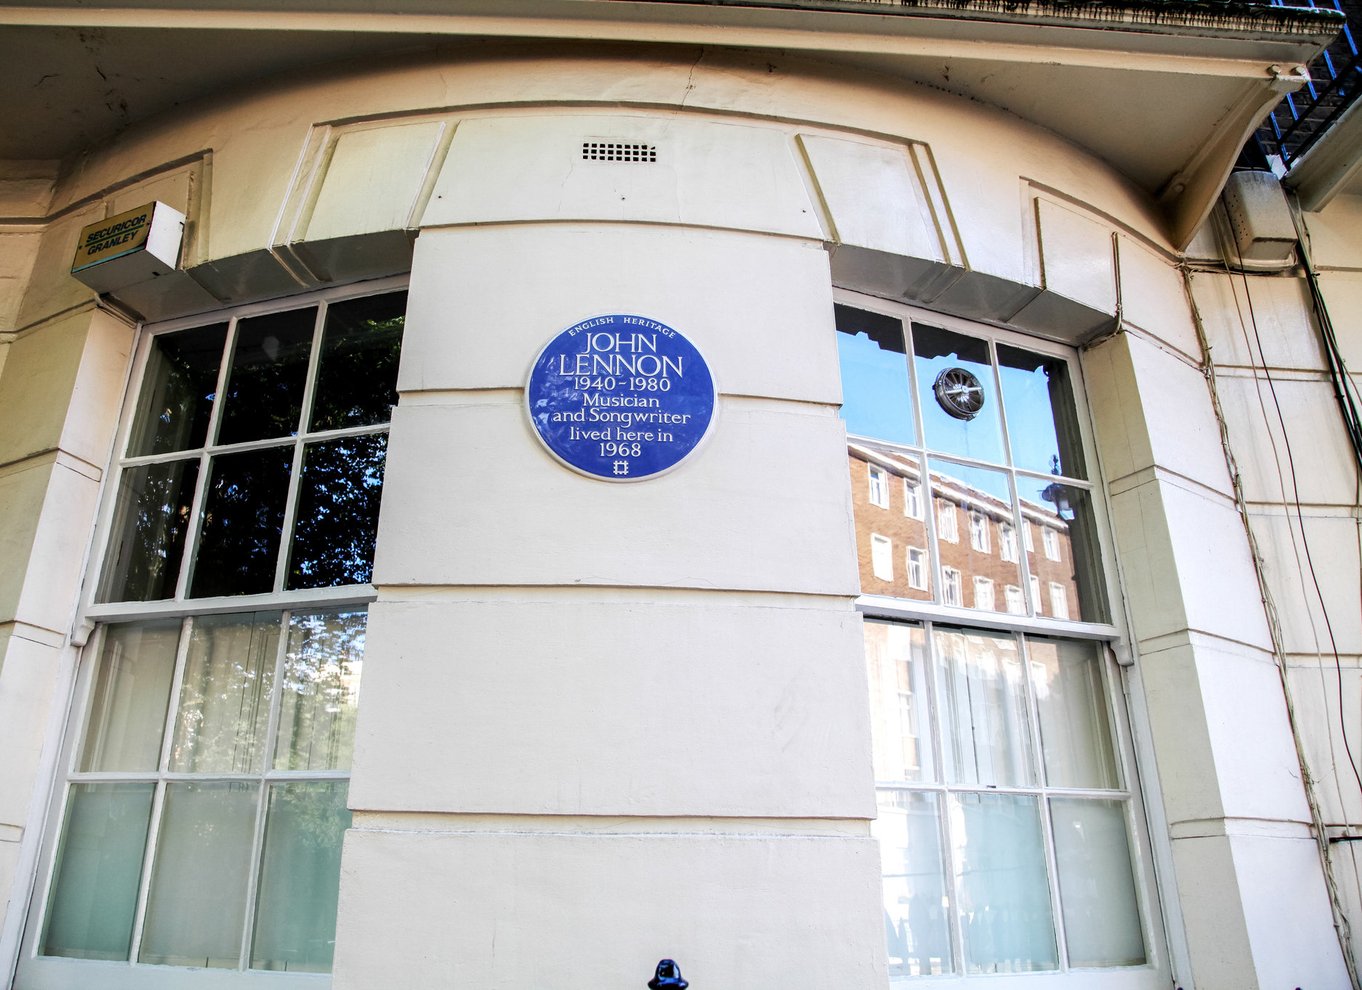 SECURICOR
GRANLEY
ENGLISH HERITAGE
JOHN
LENNON
1940-1980
Musician
and Songwriter
lived here in
1968